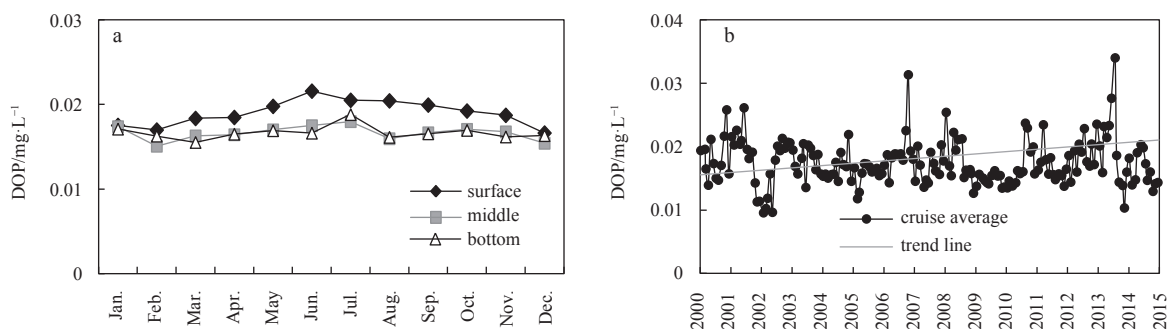 a
DOP/mg·L⁻¹
0.03
0.02
0.01
0
surface
middle
bottom
Jan.
Feb.
Mar.
Apr.
May
Jun.
Jul.
Aug.
Sep.
Oct.
Nov.
Dec.
b
DOP/mg·L⁻¹
0.04
0.03
0.02
0.01
0
cruise average
trend line
2000
2001
2002
2003
2004
2005
2006
2007
2008
2009
2010
2011
2012
2013
2014
2015